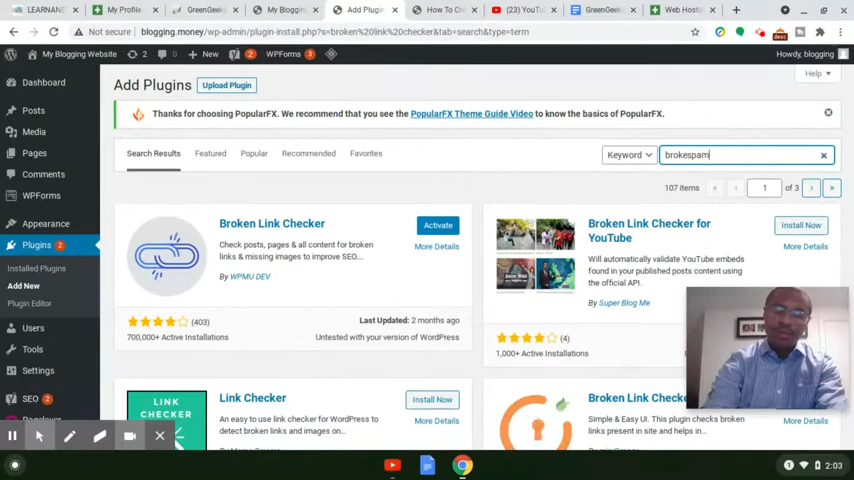 LEARNANE
My Profile
GreenGeeks
My Blogging
Add Plugin
How To Cr
(23) YouTu
GreenGeeks
Web Hosti
Not secure
blogging.money/wp-admin/plugin-install.php?s=broken%20link%20checker&tab=search&type=term
desc
My Blogging Website
2
0
New
2
WPForms
3
Howdy, blogging
Dashboard
Posts
Media
Pages
Comments
WPForms
Appearance
Plugins 2
Installed Plugins
Add New
Plugin Editor
Users
Tools
Settings
SEO 2
Add Plugins
Upload Plugin
Help
Thanks for choosing PopularFX. We recommend that you see the PopularFX Theme Guide Video to know the basics of PopularFX.
Search Results
Featured
Popular
Recommended
Favorites
Keyword
brokespam
107 items
«
‹
1
of 3
›
»
Broken Link Checker
Activate
Check posts, pages & all content for broken
links & missing images to improve SEO...
More Details
By WPMU DEV
(403)
Last Updated: 2 months ago
700,000+ Active Installations
Untested with your version of WordPress
Broken Link Checker for
YouTube
Install Now
Will automatically validate YouTube embeds
found in your published posts content using
the official API.
More Details
By Super Blog Me
(4)
1,000+ Active Installations
LINK
CHECKER
Link Checker
Install Now
An easy to use link checker for WordPress to
detect broken links and images on...
More Details
Broken Link
Simple & Easy UI. This plugin checks broken
links present in site and helps in...
More Details
1
2:03